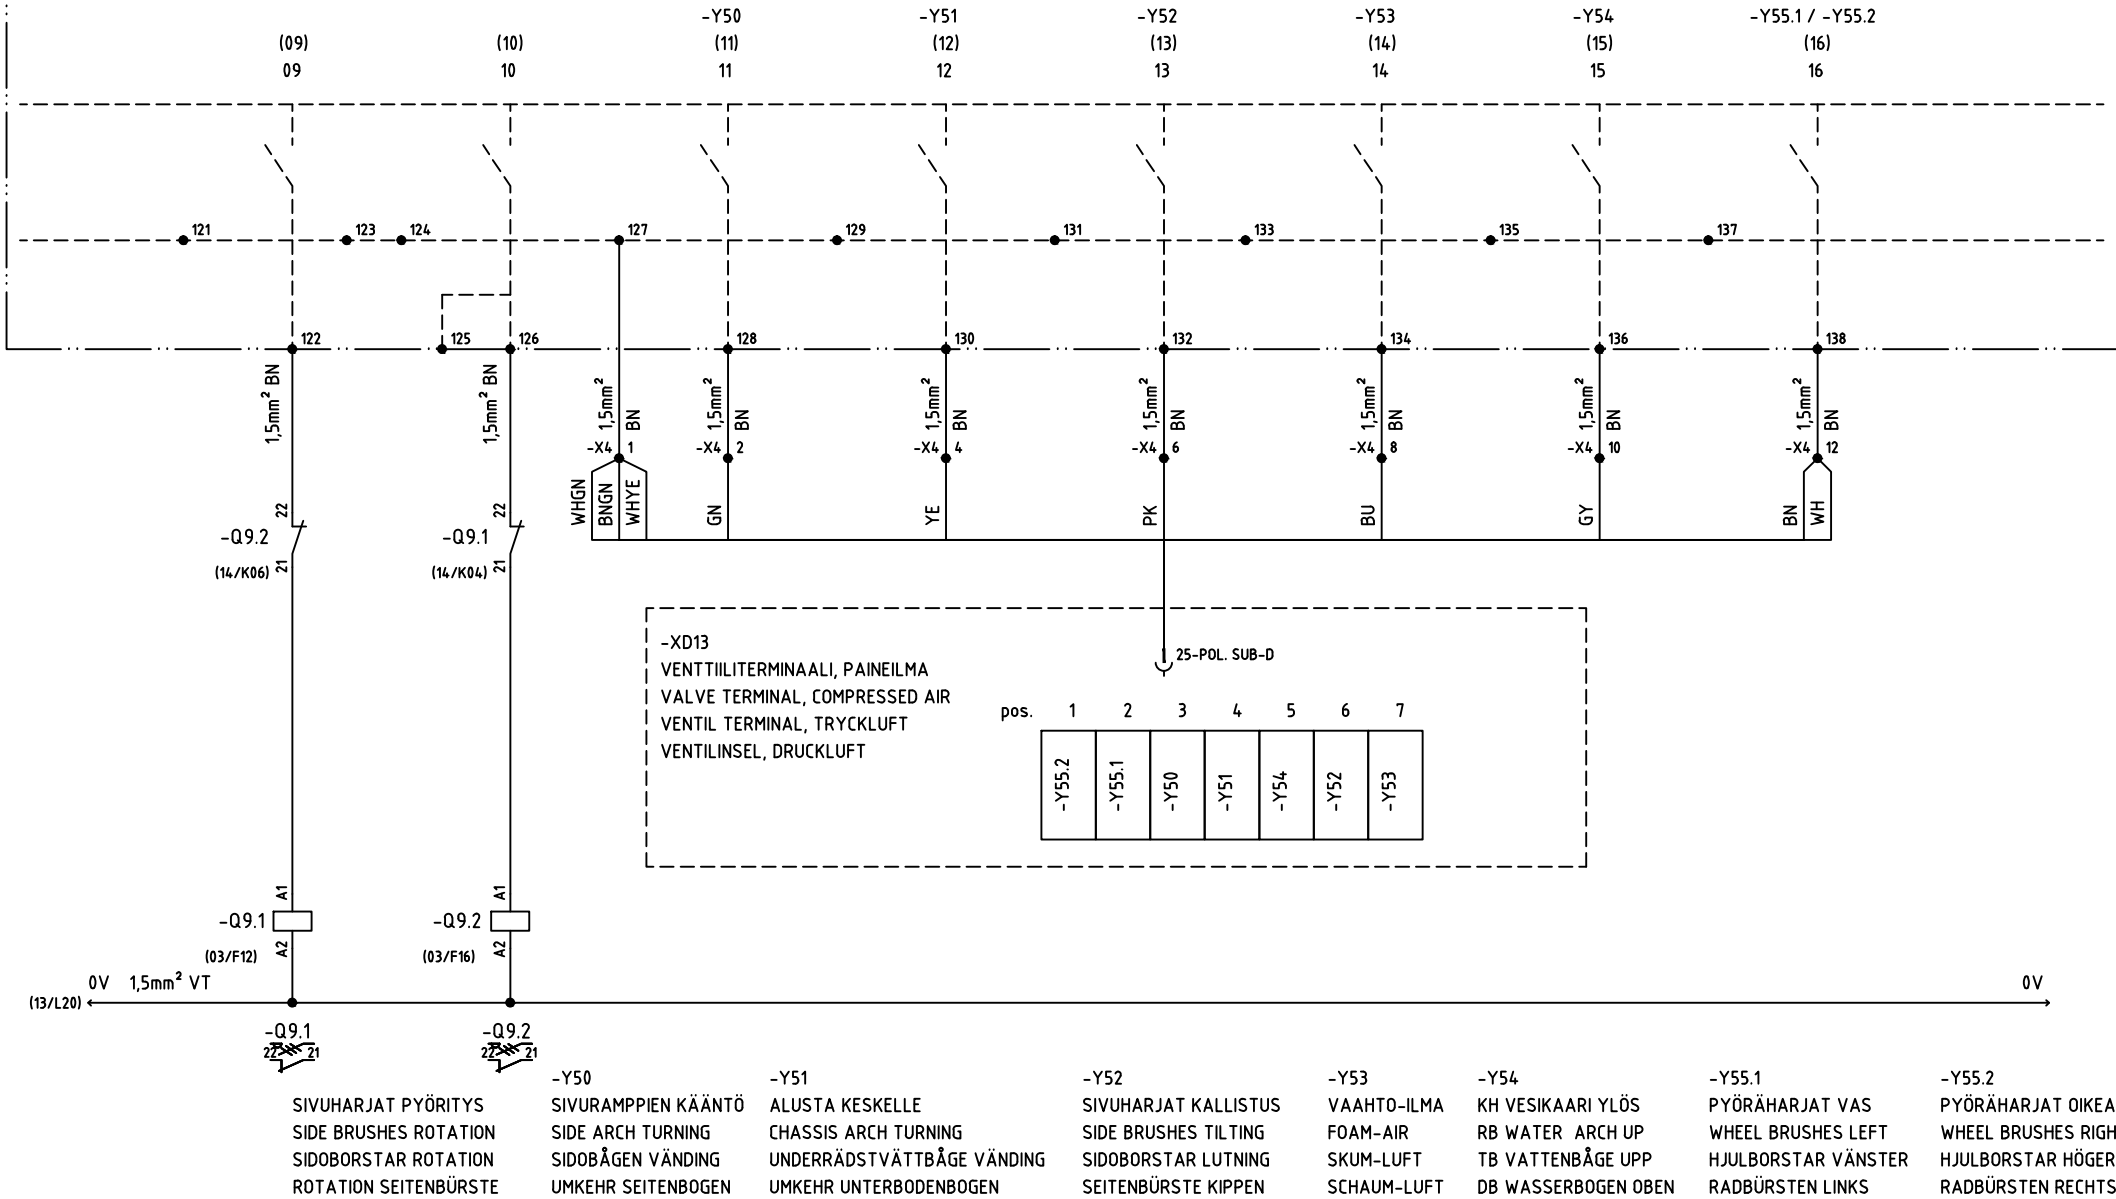 -Y50 -Y51 -Y52 -Y53 -Y54 -Y55.1 / -Y55.2
(09) (10) (11) (12) (13) (14) (15) (16)
09 10 11 12 13 14 15 16
121 123 124 127 129 131 133 135 137
122 125 126 128 130 132 134 136 138
1,5mm² BN 1,5mm² BN 1,5mm² BN 1,5mm² BN 1,5mm² BN 1,5mm² BN 1,5mm² BN 1,5mm² BN 1,5mm² BN
-X4 1 -X4 2 -X4 4 -X4 6 -X4 8 -X4 10 -X4 12
WHGN BNGN WHYE GN YE PK BU GY BN WH
22 22
-Q9.2 -Q9.1
(14/K06) 21 (14/K04) 21
-XD13
25-POL. SUB-D
VENTTIILITERMINAALI, PAINEILMA
VALVE TERMINAL, COMPRESSED AIR
VENTIL TERMINAL, TRYCKLUFT
VENTILINSEL, DRUCKLUFT
pos. 1 2 3 4 5 6 7
-Y55.2 -Y55.1 -Y50 -Y51 -Y54 -Y52 -Y53
A1 A1
-Q9.1 -Q9.2
(03/F12) A2 (03/F16) A2
0V 1,5mm² VT 0V
(13/L20)
-Q9.1 -Q9.2
22 21 22 21
-Y50 -Y51 -Y52 -Y53 -Y54 -Y55.1 -Y55.2
SIVUHARJAT PYÖRITYS SIVURAMPPIEN KÄÄNTÖ ALUSTA KESKELLE SIVUHARJAT KALLISTUS VAAHTO-ILMA KH VESIKAARI YLÖS PYÖRÄHARJAT VAS PYÖRÄHARJAT OIKEA
SIDE BRUSHES ROTATION SIDE ARCH TURNING CHASSIS ARCH TURNING SIDE BRUSHES TILTING FOAM-AIR RB WATER ARCH UP WHEEL BRUSHES LEFT WHEEL BRUSHES RIGH
SIDOBORSTAR ROTATION SIDOBÅGEN VÄNDING UNDERRÄDSTVÄTTBÅGE VÄNDING SIDOBORSTAR LUTNING SKUM-LUFT TB VATTENBÅGE UPP HJULBORSTAR VÄNSTER HJULBORSTAR HÖGER
ROTATION SEITENBÜRSTE UMKEHR SEITENBOGEN UMKEHR UNTERBODENBOGEN SEITENBÜRSTE KIPPEN SCHAUM-LUFT DB WASSERBOGEN OBEN RADBÜRSTEN LINKS RADBÜRSTEN RECHTS